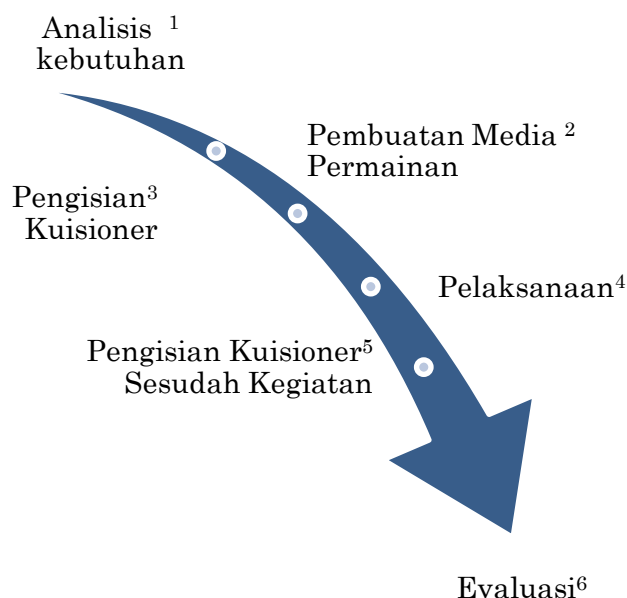 Analisis ¹
kebutuhan
Pembuatan Media ²
Permainan
Pengisian³
Kuisioner
Pelaksanaan⁴
Pengisian Kuisioner⁵
Sesudah Kegiatan
Evaluasi⁶